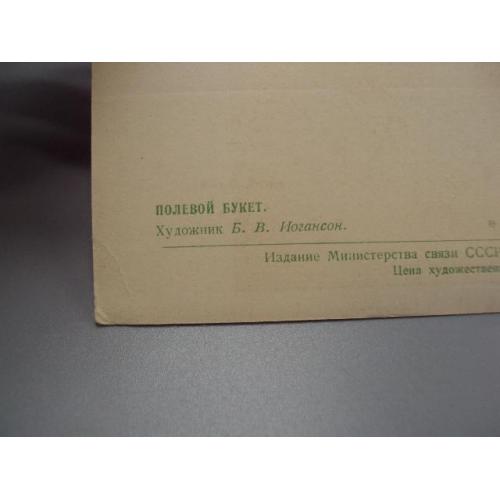 ПОЛЕВОЙ БУКЕТ.
Художник Б. В. Иогансон.
Издание Министерства связи СССР
Цена художествен